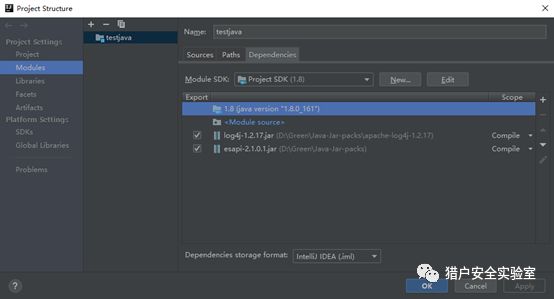 Project Structure
Name: testjava
testjava
Project Settings
Project
Modules
Libraries
Facets
Artifacts
Platform Settings
SDKs
Global Libraries
Problems
Sources Paths Dependencies
Module SDK: Project SDK (1.8) New... Edit
Export Scope
1.8 (java version "1.8.0_161")
<Module source>
log4j-1.2.17.jar (D:\Green\Java-Jar-packs\apache-log4j-1.2.17) Compile
esapi-2.1.0.1.jar (D:\Green\Java-Jar-packs) Compile
Dependencies storage format: IntelliJ IDEA (.iml)
猎户安全实验室
? OK Cancel Apply